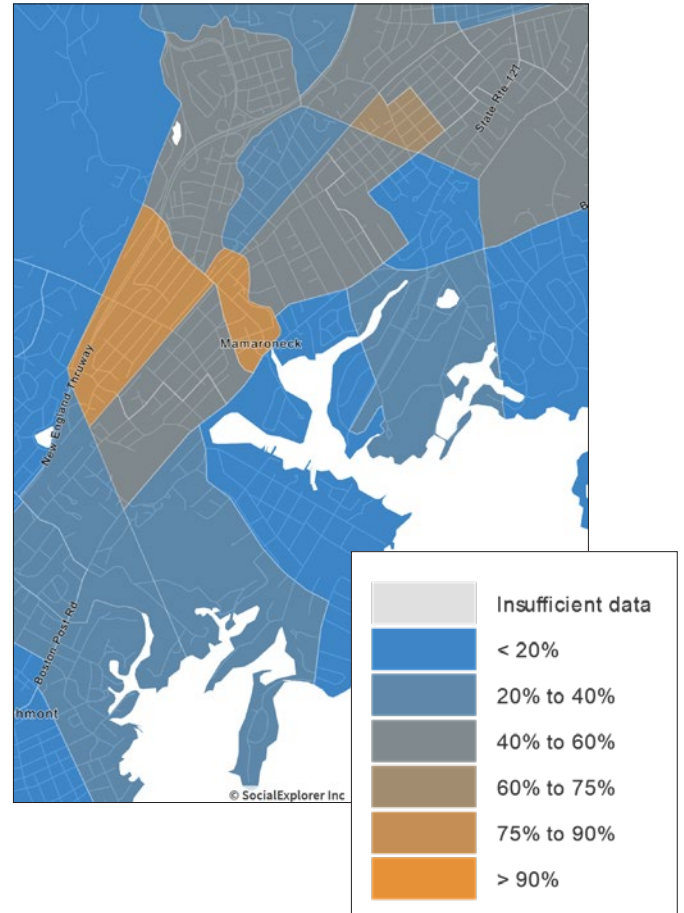 State Rte 127
B
Mamaroneck
New England Thruway
Boston Post Rd
hmont
© SocialExplorer Inc
Insufficient data
< 20%
20% to 40%
40% to 60%
60% to 75%
75% to 90%
> 90%